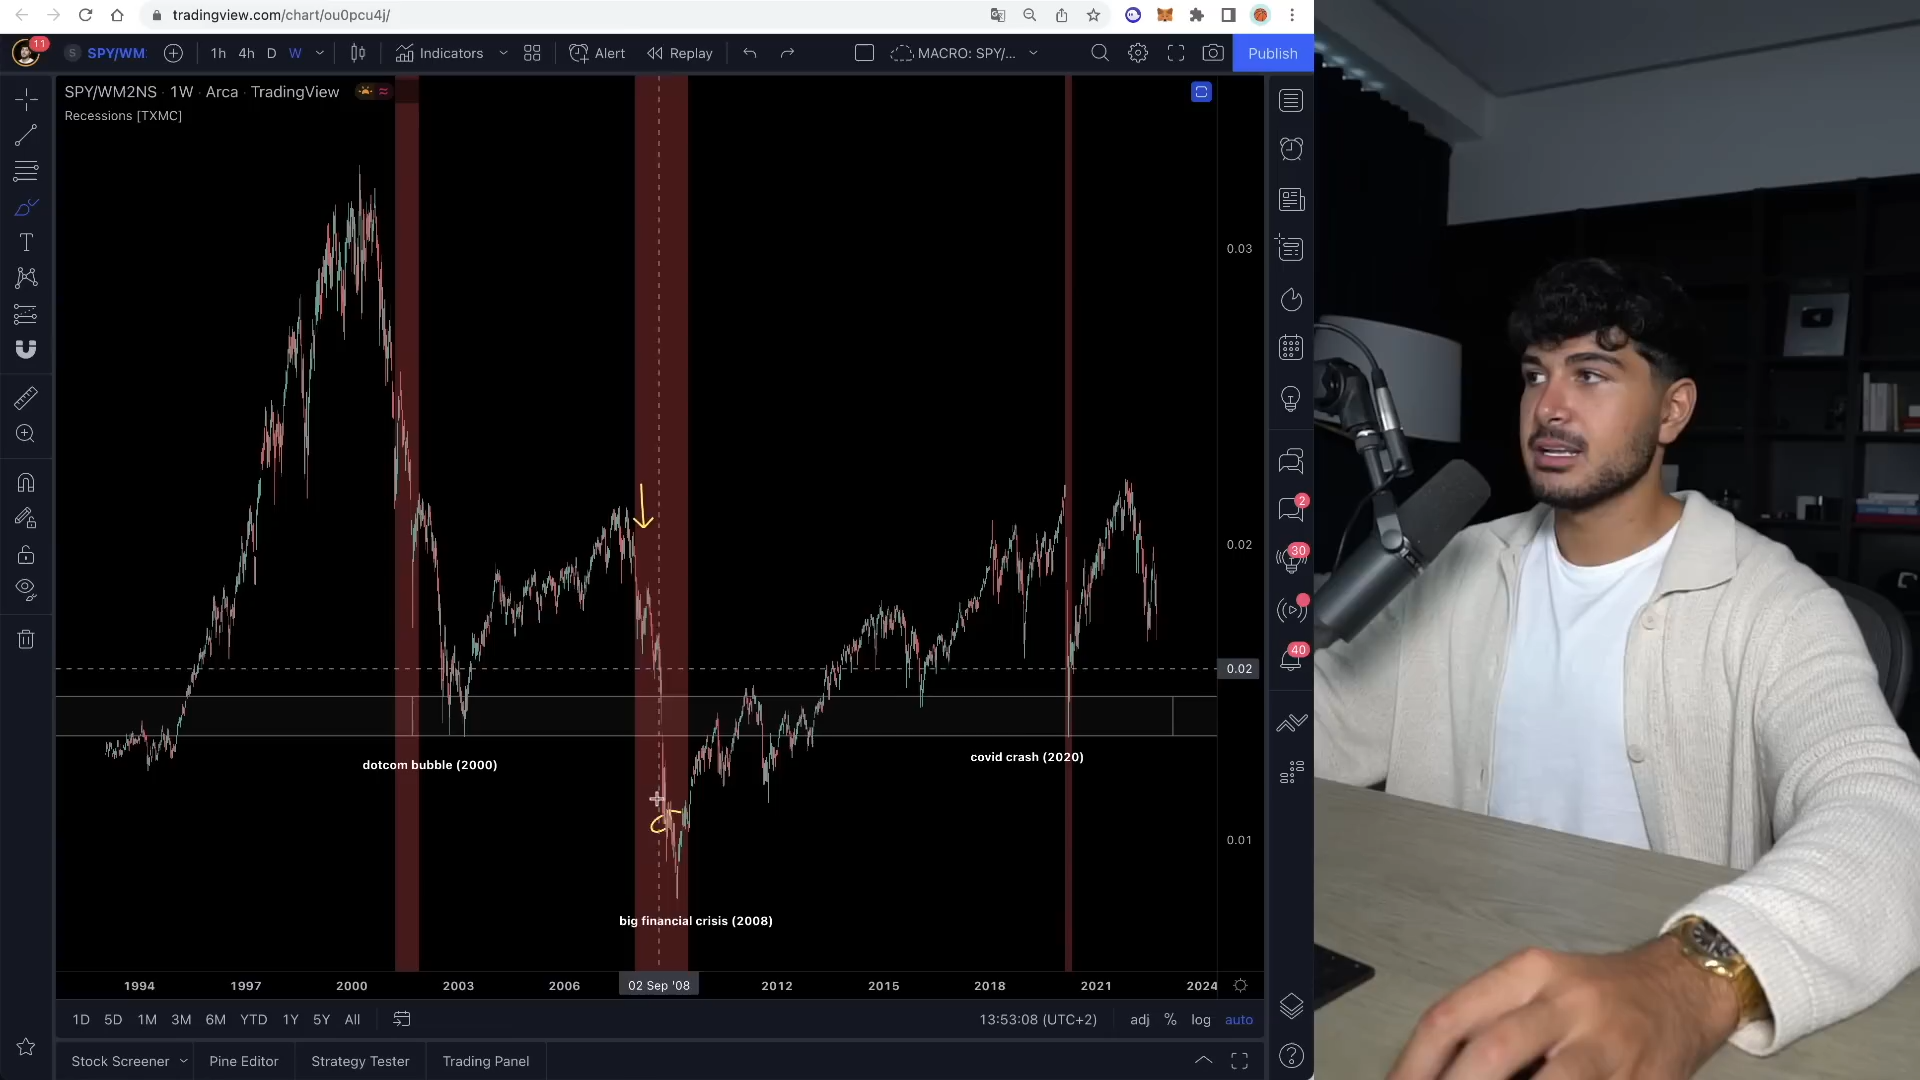 tradingview.com/chart/ou0pcu4j/
11
S SPY/WM
1h 4h D W Indicators Alert Replay MACRO: SPY/... Publish
SPY/WM2NS · 1W · Arca · TradingView
Recessions [TXMC]
0.03
0.02
0.02
0.01
2
30
40
dotcom bubble (2000)
covid crash (2020)
big financial crisis (2008)
1994 1997 2000 2003 2006 02 Sep '08 2012 2015 2018 2021 2024
1D 5D 1M 3M 6M YTD 1Y 5Y All 13:53:08 (UTC+2) adj % log auto
Stock Screener Pine Editor Strategy Tester Trading Panel